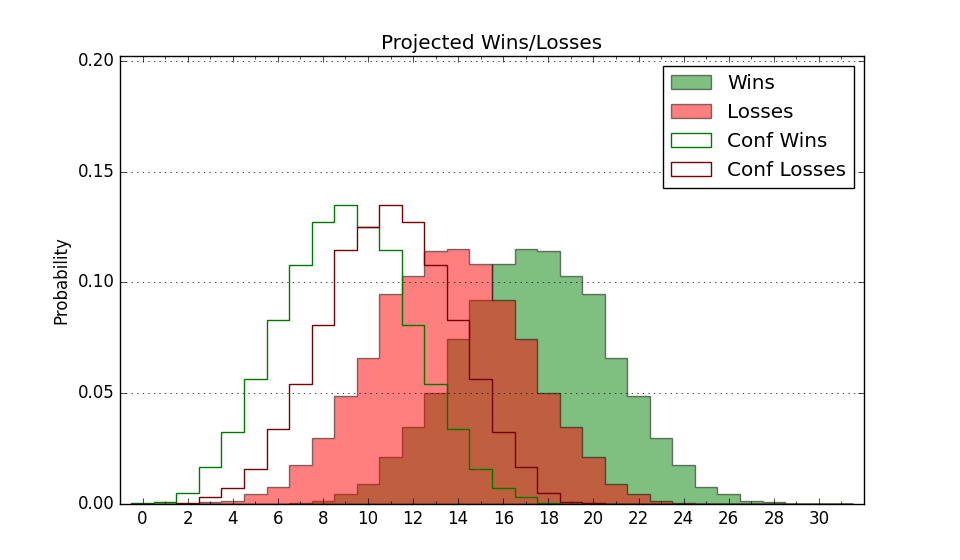 Projected Wins/Losses
0.20
0.15
0.10
0.05
0.00
Probability
Wins
Losses
Conf Wins
Conf Losses
0 2 4 6 8 10 12 14 16 18 20 22 24 26 28 30